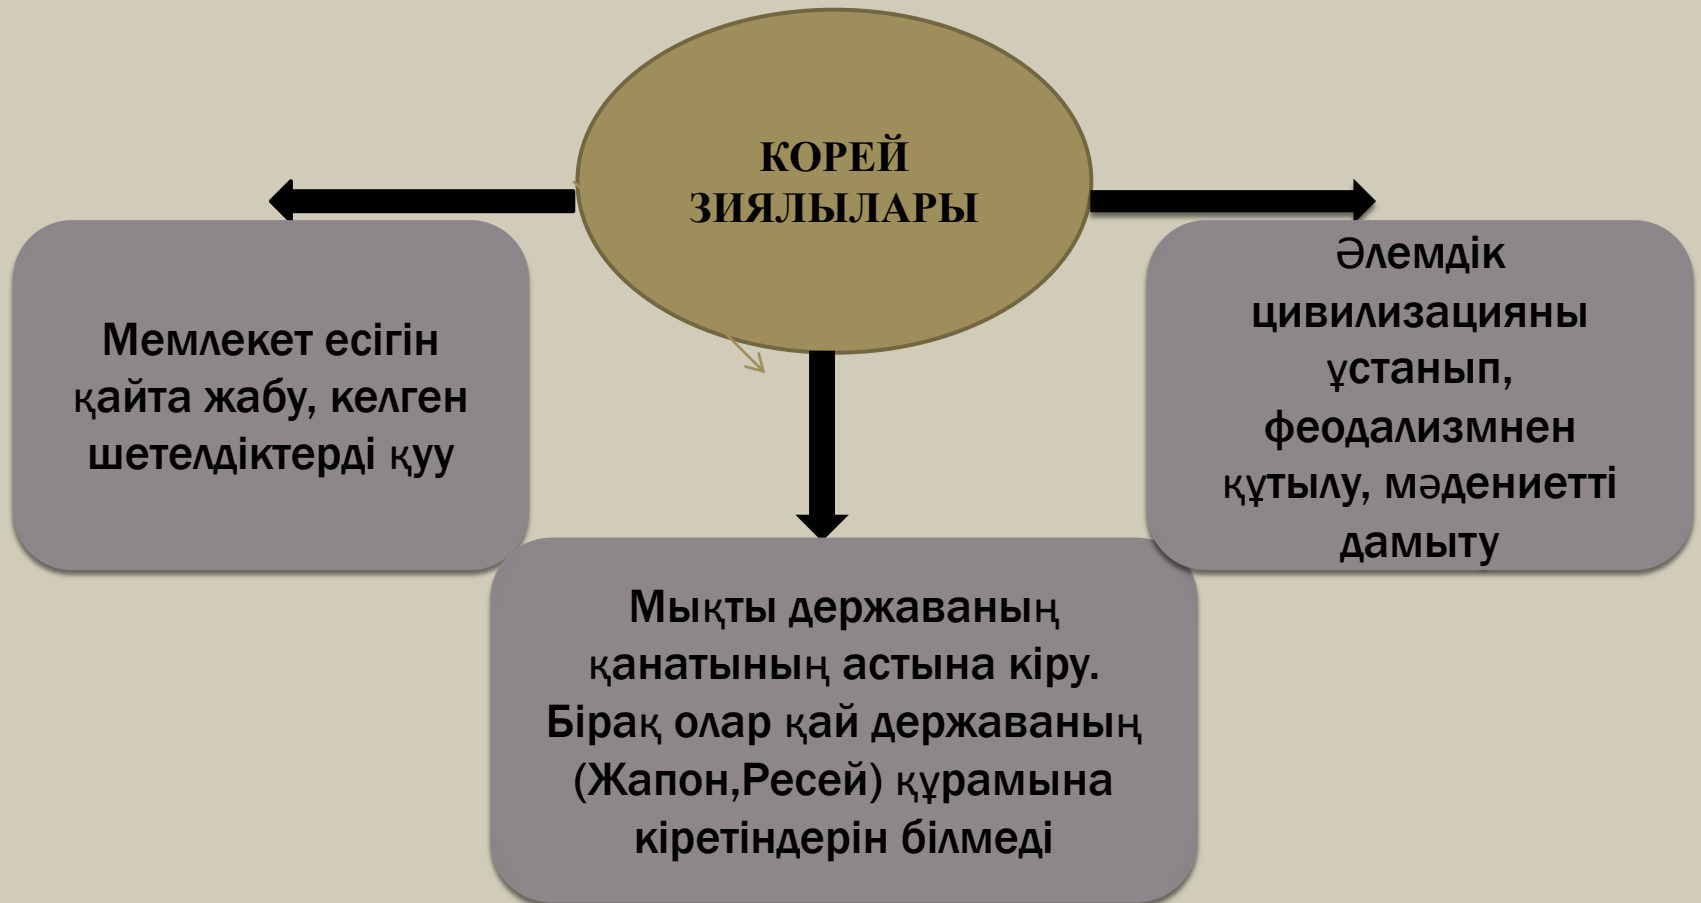 КОРЕЙ
ЗИЯЛЫЛАРЫ
Мемлекет есігін
қайта жабу, келген
шетелдіктерді қуу
Мықты державаның
қанатының астына кіру.
Бірақ олар қай державаның
(Жапон,Ресей) құрамына
кіретіндерін білмеді
Әлемдік
цивилизацияны
ұстанып,
феодализмнен
құтылу, мәдениетті
дамыту